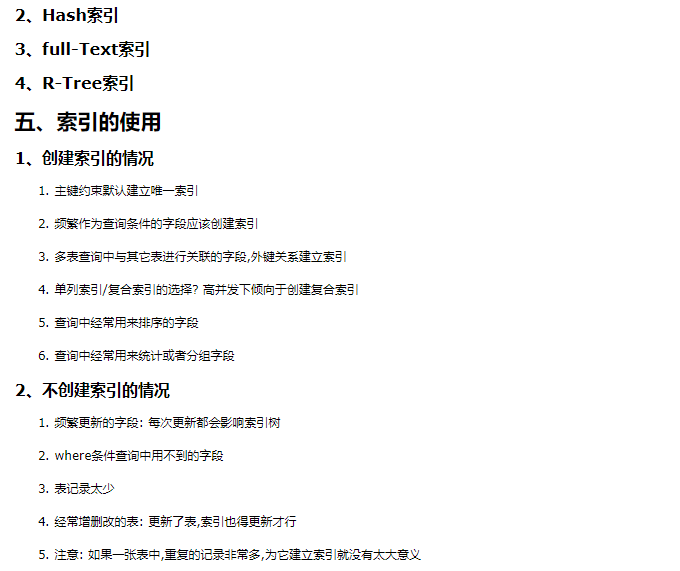 2、Hash索引
3、full-Text索引
4、R-Tree索引
五、索引的使用
1、创建索引的情况
1. 主键约束默认建立唯一索引
2. 频繁作为查询条件的字段应该创建索引
3. 多表查询中与其它表进行关联的字段,外键关系建立索引
4. 单列索引/复合索引的选择? 高并发下倾向于创建复合索引
5. 查询中经常用来排序的字段
6. 查询中经常用来统计或者分组字段
2、不创建索引的情况
1. 频繁更新的字段: 每次更新都会影响索引树
2. where条件查询中用不到的字段
3. 表记录太少
4. 经常增删改的表: 更新了表,索引也得更新才行
5. 注意: 如果一张表中,重复的记录非常多,为它建立索引就没有太大意义